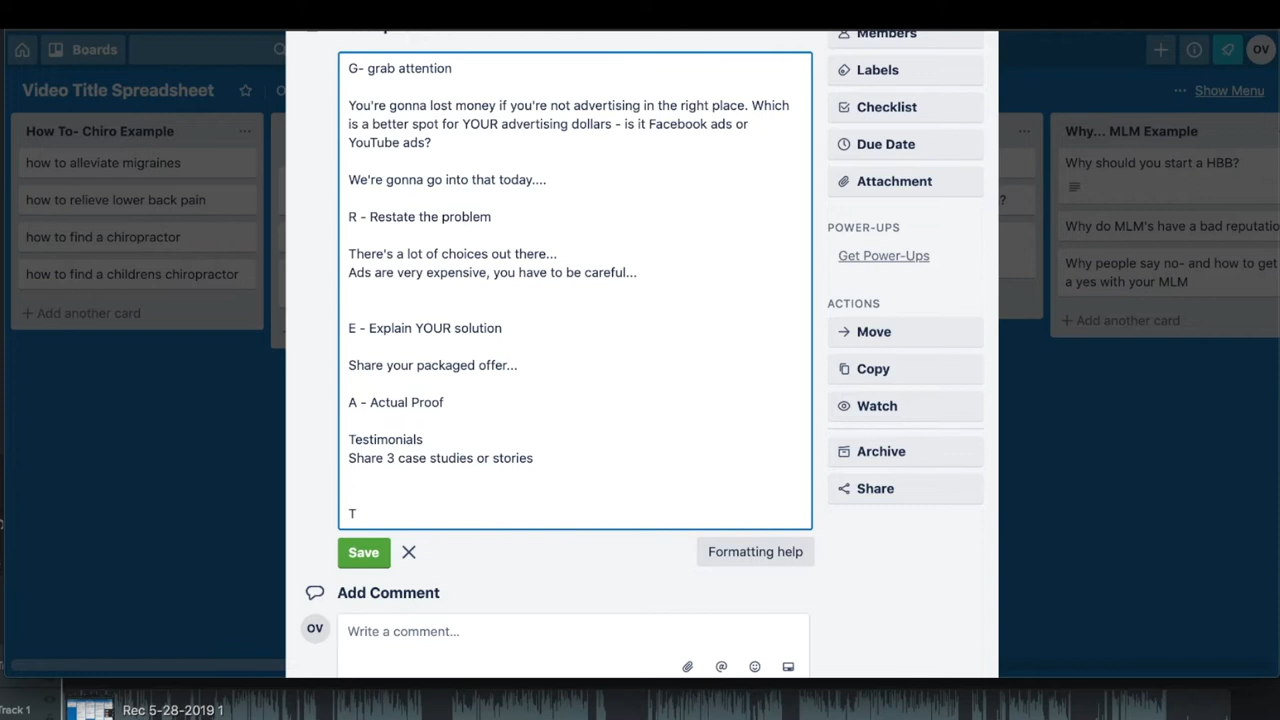 Members
Boards
OV
Video Title Spreadsheet
Show Menu
How To- Chiro Example
how to alleviate migraines
how to relieve lower back pain
how to find a chiropractor
how to find a childrens chiropractor
+ Add another card
G- grab attention
You're gonna lost money if you're not advertising in the right place. Which
is a better spot for YOUR advertising dollars - is it Facebook ads or
YouTube ads?
We're gonna go into that today....
R - Restate the problem
There's a lot of choices out there...
Ads are very expensive, you have to be careful...
E - Explain YOUR solution
Share your packaged offer...
A - Actual Proof
Testimonials
Share 3 case studies or stories
T
Save
Formatting help
Add Comment
OV
Write a comment...
Labels
Checklist
Due Date
Attachment
POWER-UPS
Get Power-Ups
ACTIONS
Move
Copy
Watch
Archive
Share
Why... MLM Example
Why should you start a HBB?
Why do MLM's have a bad
Why people say no- and how to get
a yes with your MLM
+ Add another card
Track 1
Rec 5-28-2019 1